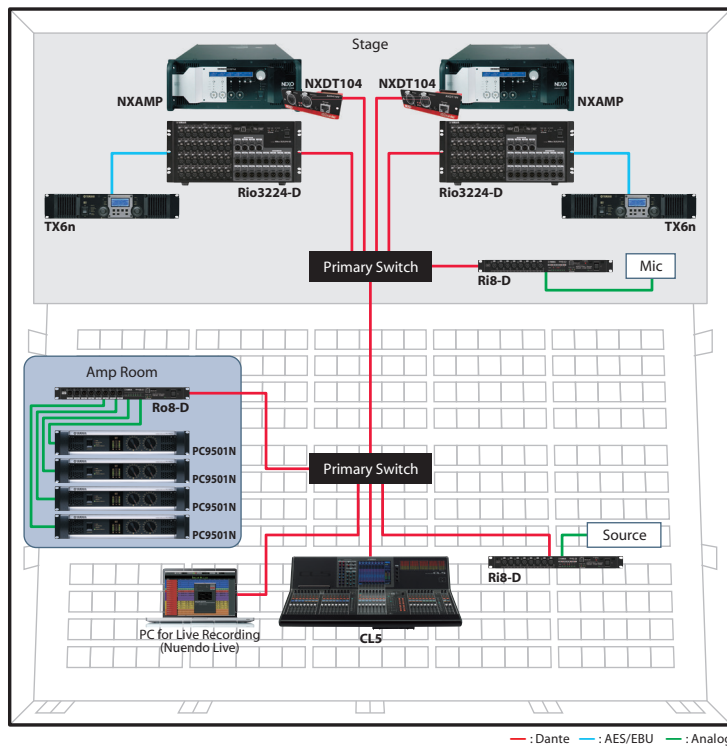 Stage
NXDT104
NXDT104
NXAMP
NXAMP
Rio3224-D
Rio3224-D
TX6n
TX6n
Primary Switch
Mic
Ri8-D
Amp Room
Ro8-D
PC9501N
PC9501N
PC9501N
PC9501N
Primary Switch
Source
Ri8-D
PC for Live Recording
(Nuendo Live)
CL5
: Dante : AES/EBU : Analog